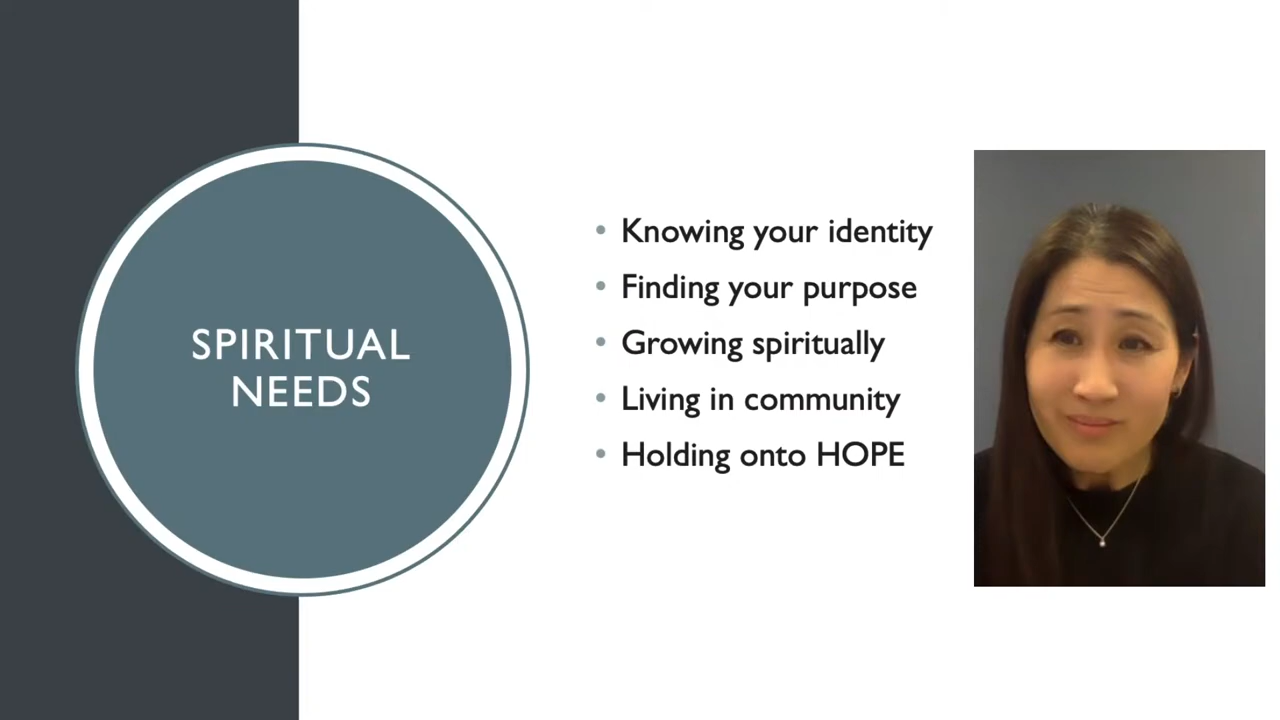 SPIRITUAL
NEEDS
• Knowing your identity
• Finding your purpose
• Growing spiritually
• Living in community
• Holding onto HOPE